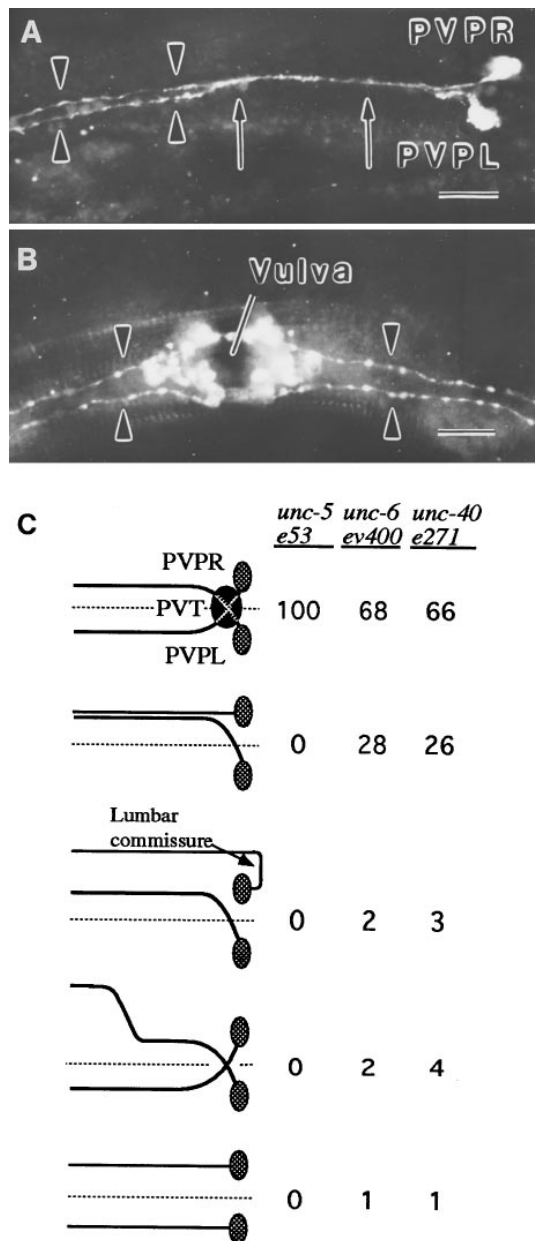 A
PVPR
PVPL
B
Vulva
C
unc-5 unc-6 unc-40
e53 ev400 e271
PVPR
PVT
PVPL
100 68 66
0 28 26
Lumbar
commissure
0 2 3
0 2 4
0 1 1